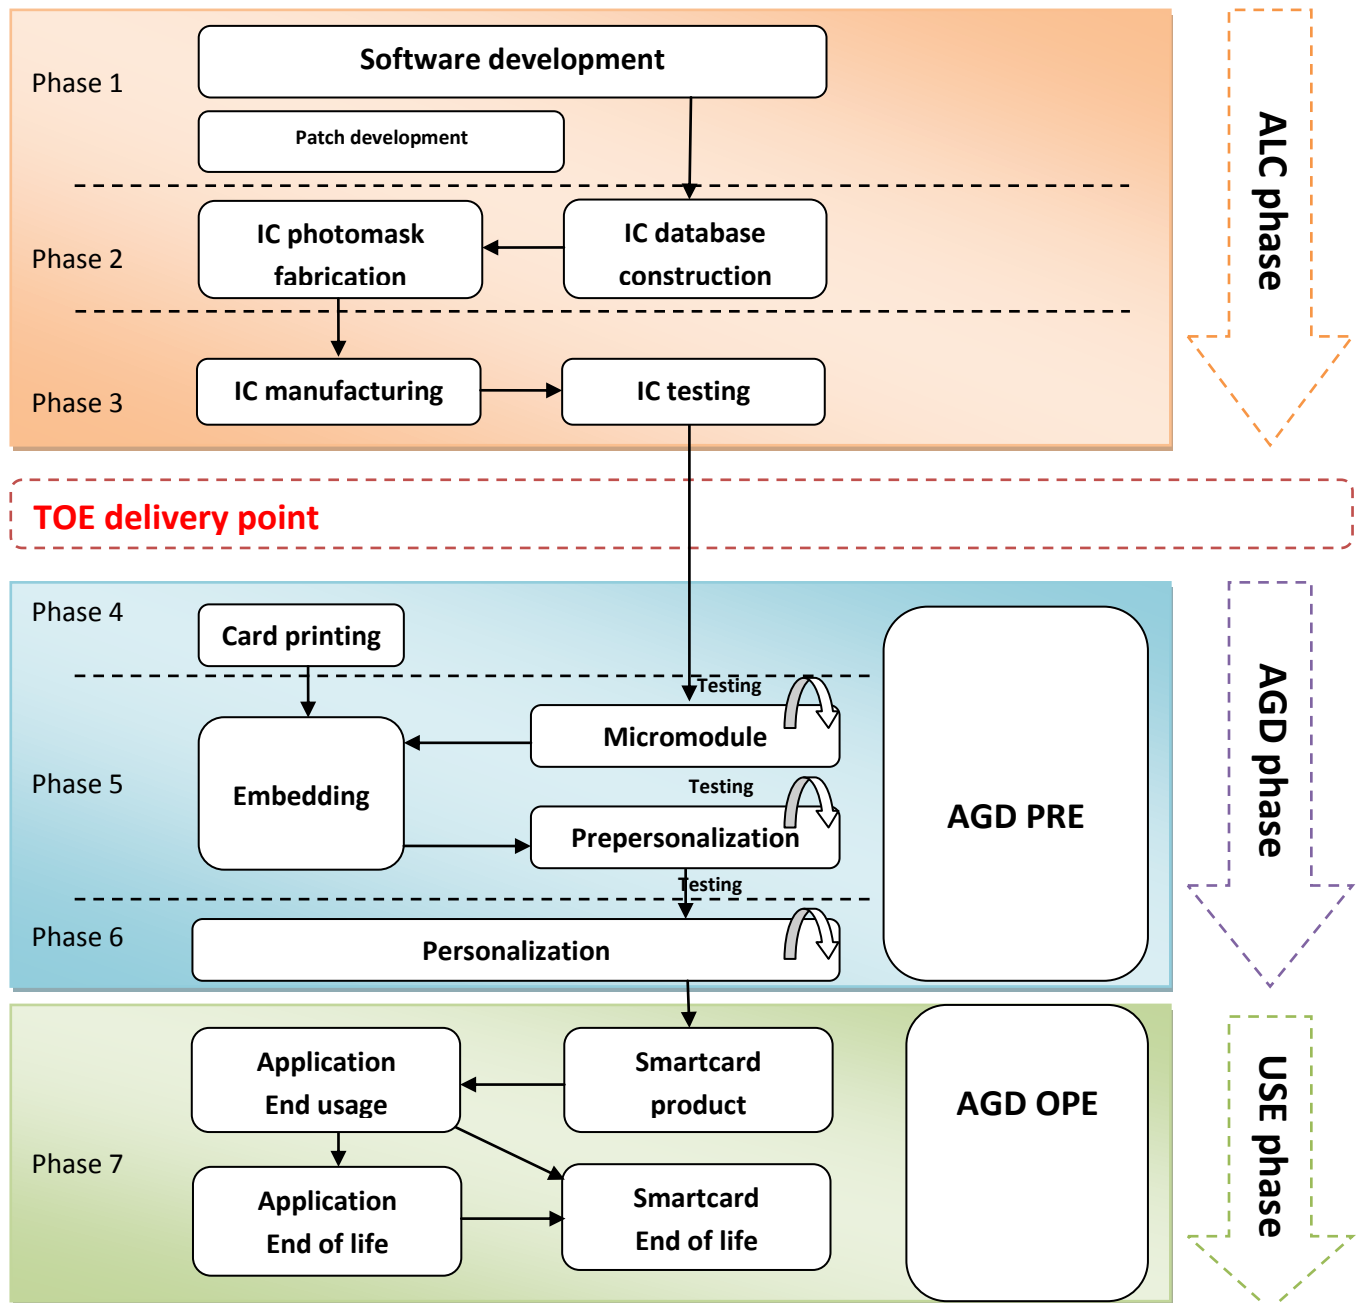 Software development
Phase 1
Patch development
ALC phase
IC photomask
fabrication
IC database
construction
Phase 2
IC manufacturing
IC testing
Phase 3
TOE delivery point
Phase 4
Card printing
Testing
Micromodule
Phase 5
Embedding
Testing
Prepersonalization
AGD PRE
AGD phase
Testing
Phase 6
Personalization
Application
End usage
Smartcard
product
AGD OPE
USE phase
Phase 7
Application
End of life
Smartcard
End of life